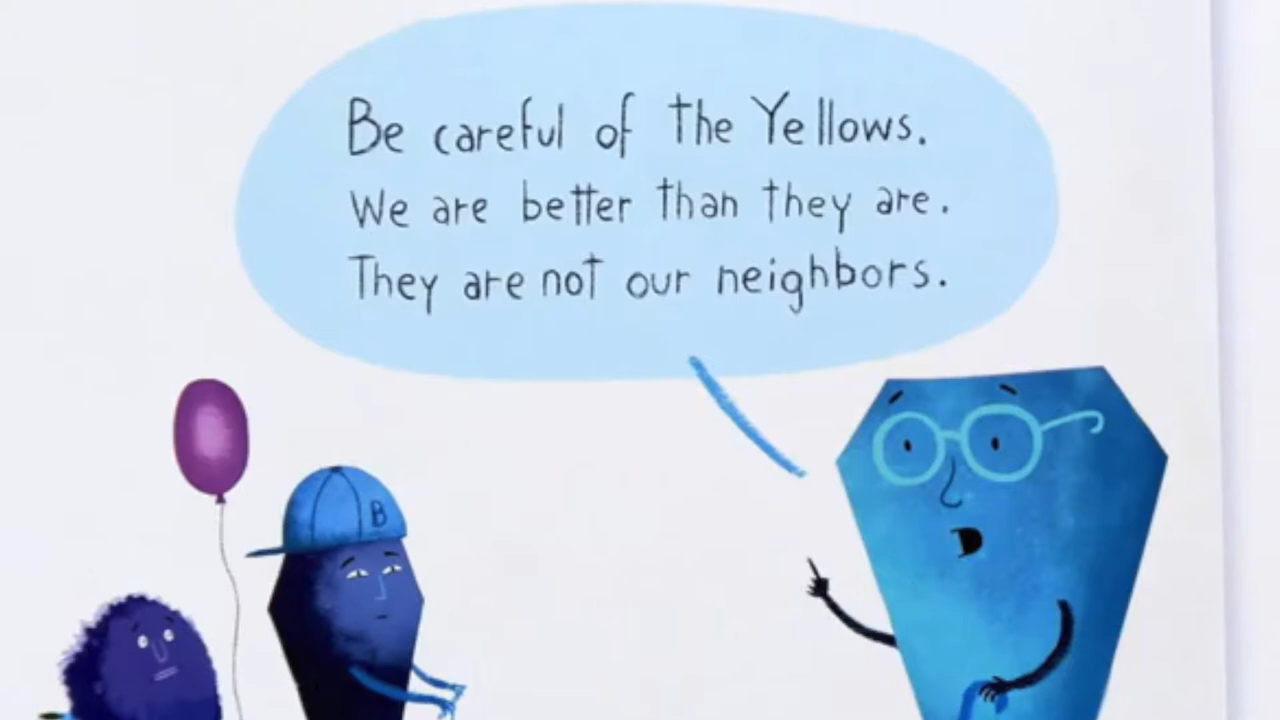 Be careful of the Yellows.
We are better than they are.
They are not our neighbors.
B